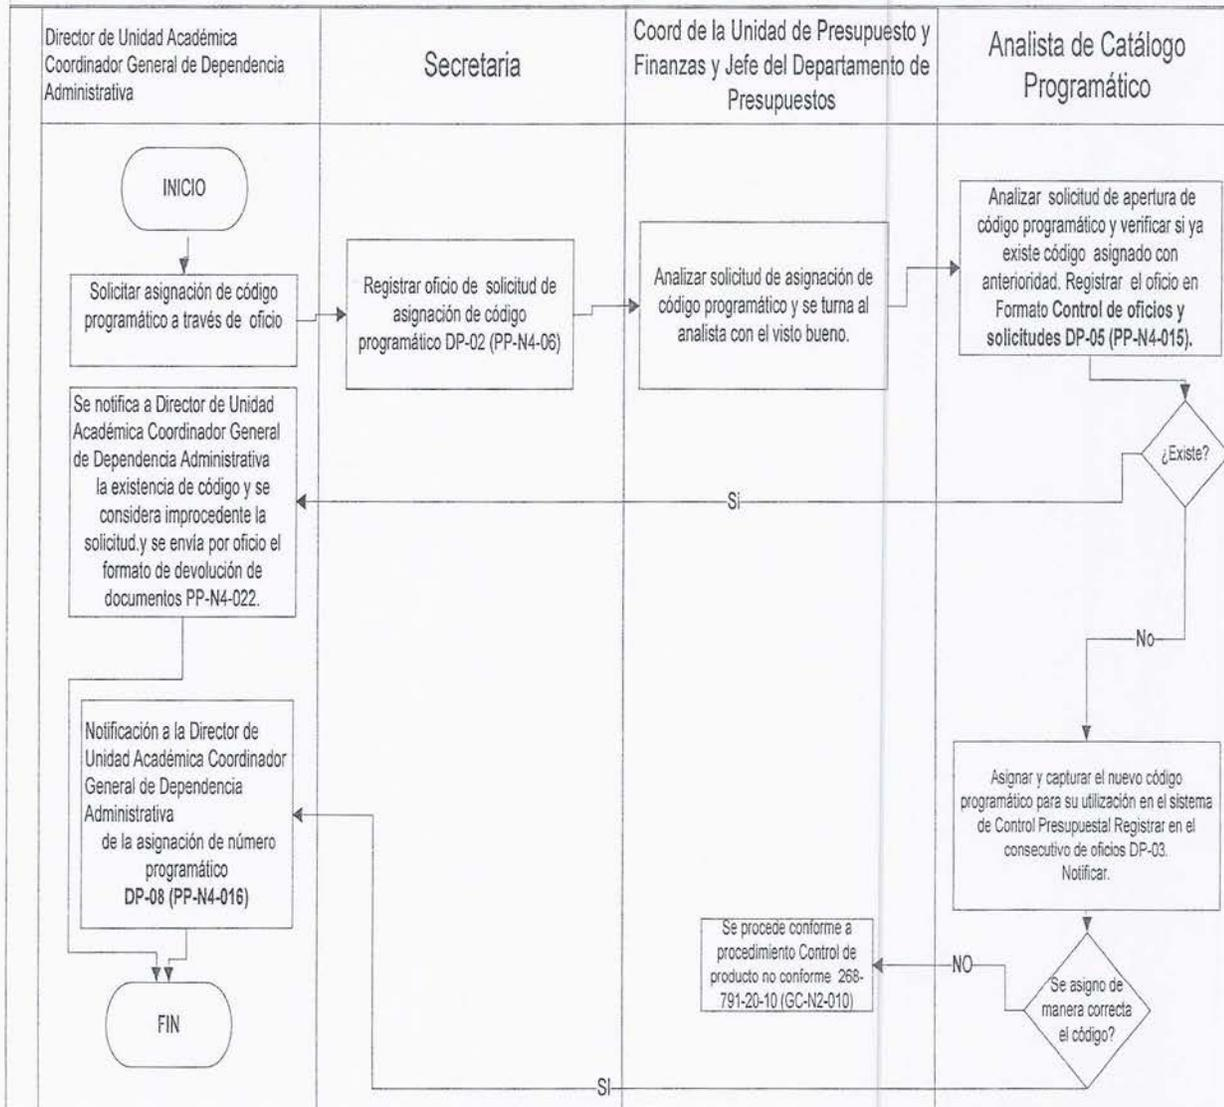 Director de Unidad Académica
Coordinador General de Dependencia
Administrativa
Secretaría
Coord de la Unidad de Presupuesto y
Finanzas y Jefe del Departamento de
Presupuestos
Analista de Catálogo
Programático
INICIO
Solicitar asignación de código
programático a través de oficio
Registrar oficio de solicitud de
asignación de código
programático DP-02 (PP-N4-06)
Analizar solicitud de asignación de
código programático y se turna al
analista con el visto bueno.
Analizar solicitud de apertura de
código programático y verificar si ya
existe código asignado con
anterioridad. Registrar el oficio en
Formato Control de oficios y
solicitudes DP-05 (PP-N4-015).
¿Existe?
Si
Se notifica a Director de Unidad
Académica Coordinador General
de Dependencia Administrativa
la existencia de código y se
considera improcedente la
solicitud.y se envía por oficio el
formato de devolución de
documentos PP-N4-022.
No
Asignar y capturar el nuevo código
programático para su utilización en el sistema
de Control Presupuestal Registrar en el
consecutivo de oficios DP-03.
Notificar.
Notificación a la Director de
Unidad Académica Coordinador
General de Dependencia
Administrativa
de la asignación de número
programático
DP-08 (PP-N4-016)
Se asigno de
manera correcta
el código?
NO
Se procede conforme a
procedimiento Control de
producto no conforme 268-
791-20-10 (GC-N2-010)
SI
FIN